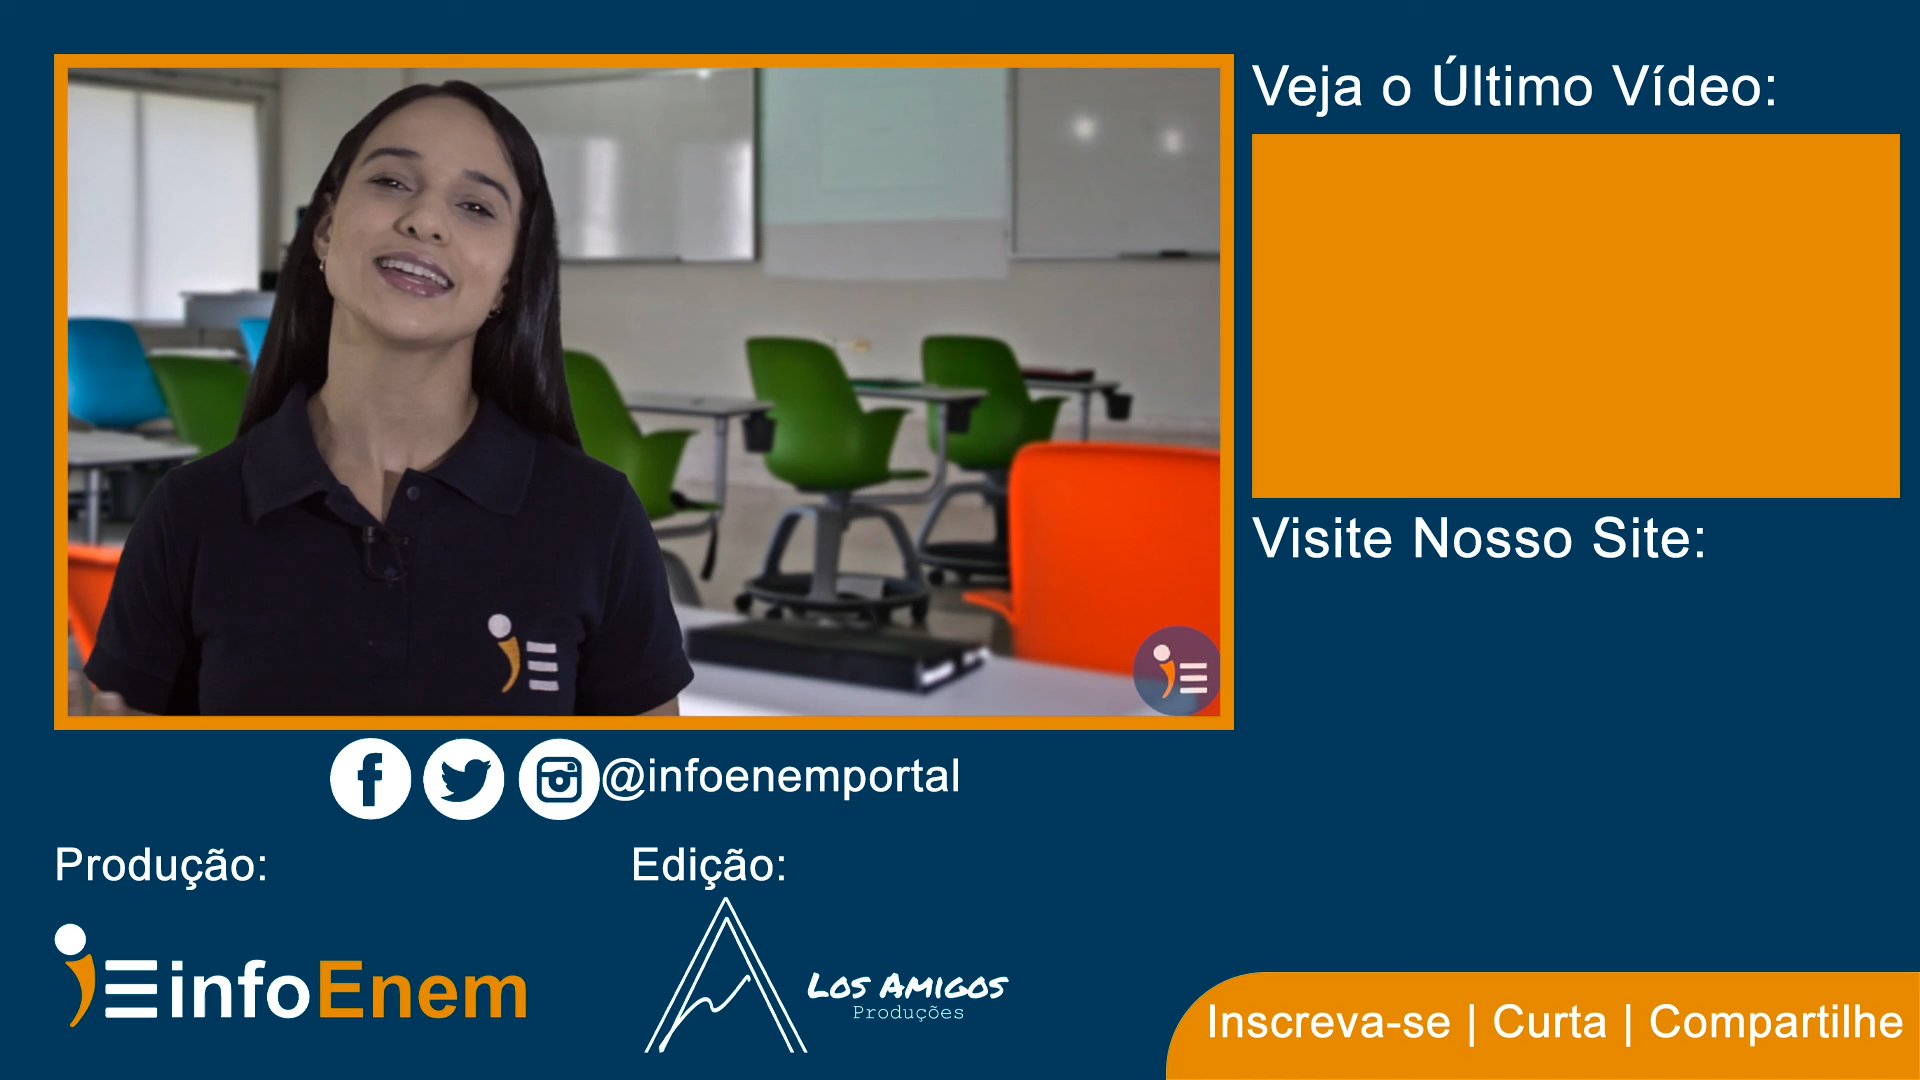 Veja o Último Vídeo:
Visite Nosso Site:
@infoenemportal
Produção:
Edição:
infoEnem
Los Amigos
Produções
Inscreva-se | Curta | Compartilhe